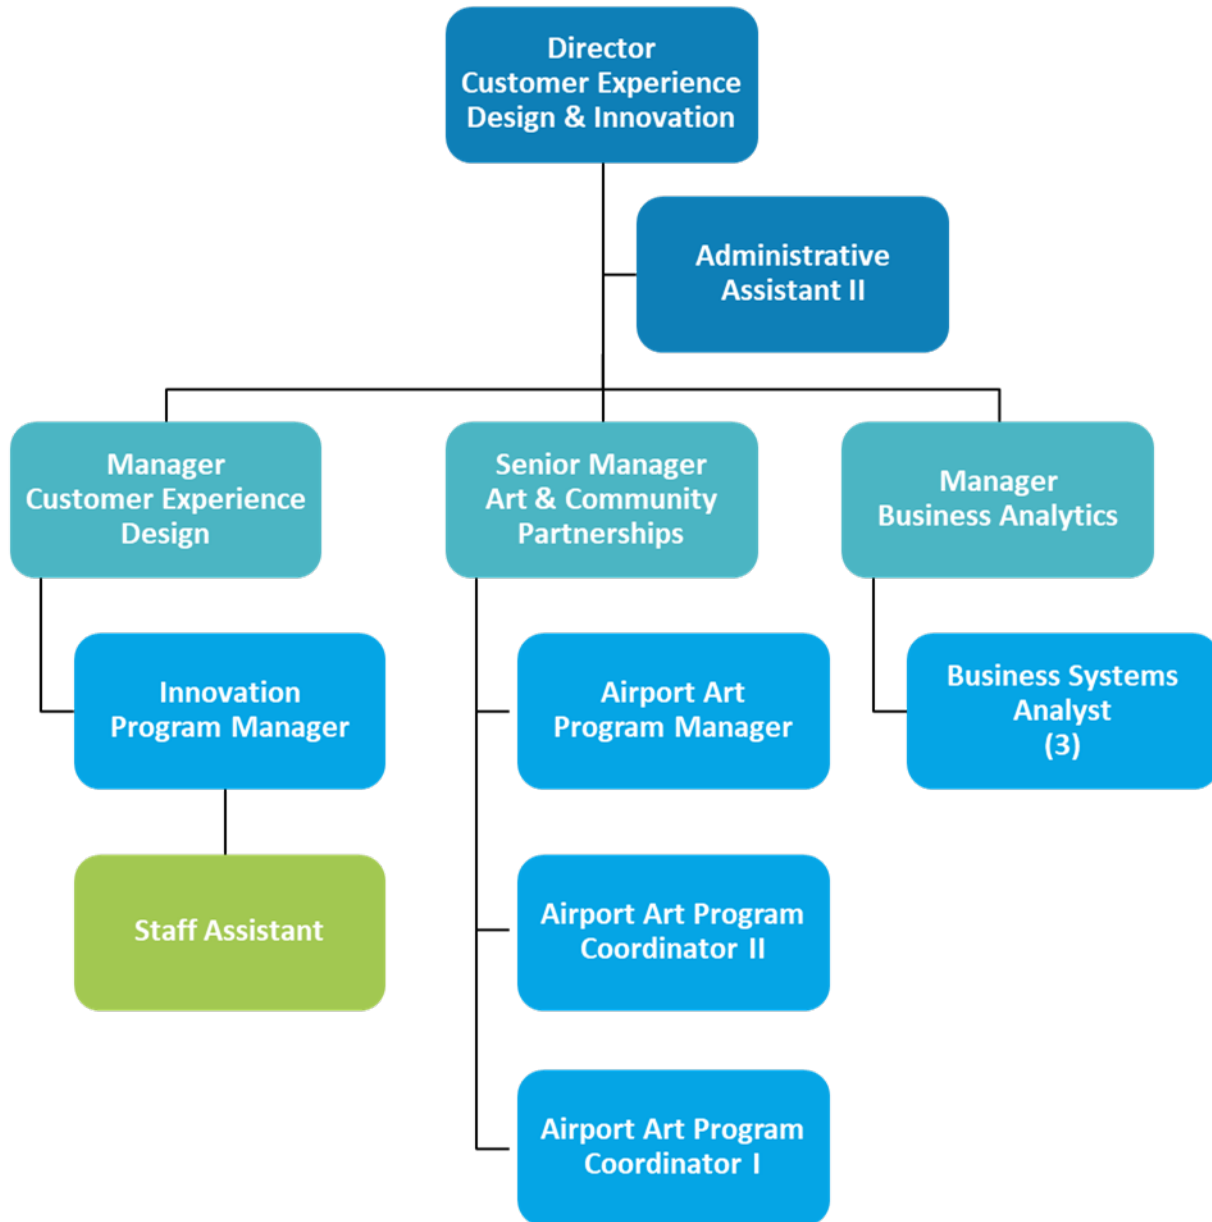 Director
Customer Experience
Design & Innovation
Administrative
Assistant II
Manager
Customer Experience
Design
Senior Manager
Art & Community
Partnerships
Manager
Business Analytics
Innovation
Program Manager
Airport Art
Program Manager
Business Systems
Analyst
(3)
Staff Assistant
Airport Art Program
Coordinator II
Airport Art Program
Coordinator I